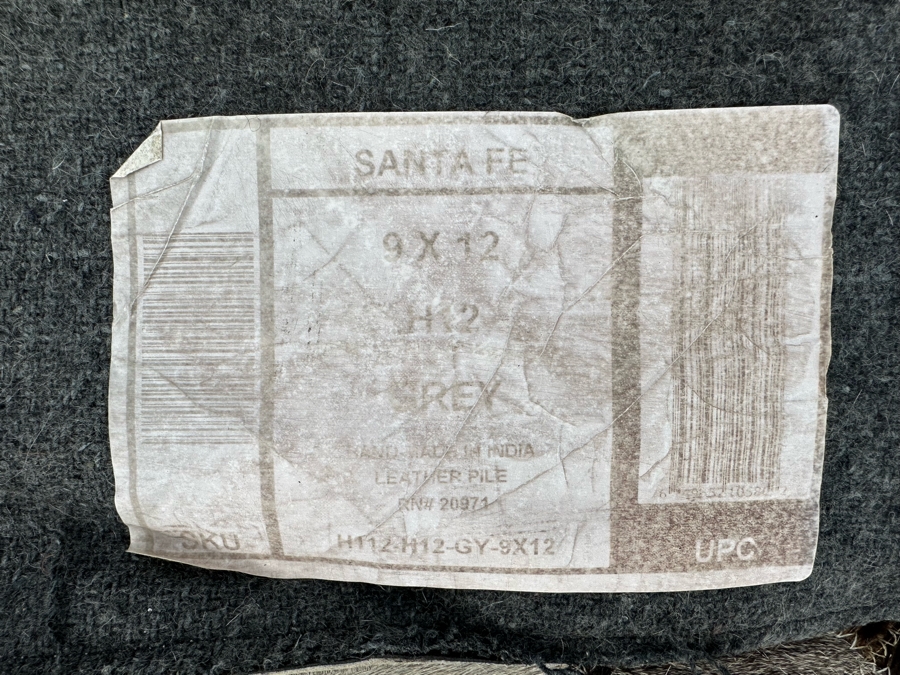 SANTA FE
9 X 12
H12
GREY
HAND MADE IN INDIA
LEATHER PILE
RN# 20971
H112-H12-GY-9X12
SKU
UPC